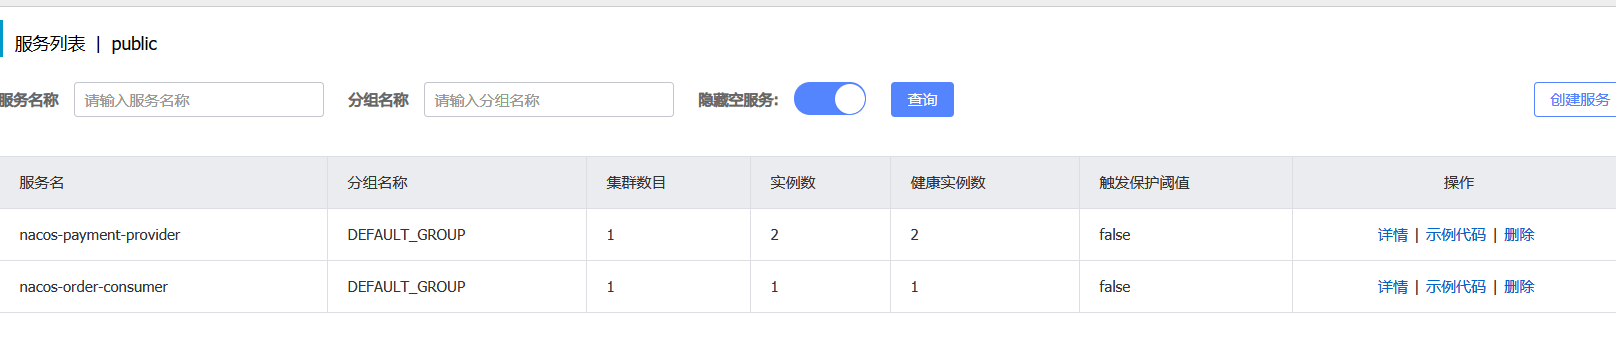 服务列表 | public
服务名称 请输入服务名称 分组名称 请输入分组名称 隐藏空服务: 查询 创建服务
服务名 分组名称 集群数目 实例数 健康实例数 触发保护阈值 操作
nacos-payment-provider DEFAULT_GROUP 1 2 2 false 详情 | 示例代码 | 删除
nacos-order-consumer DEFAULT_GROUP 1 1 1 false 详情 | 示例代码 | 删除